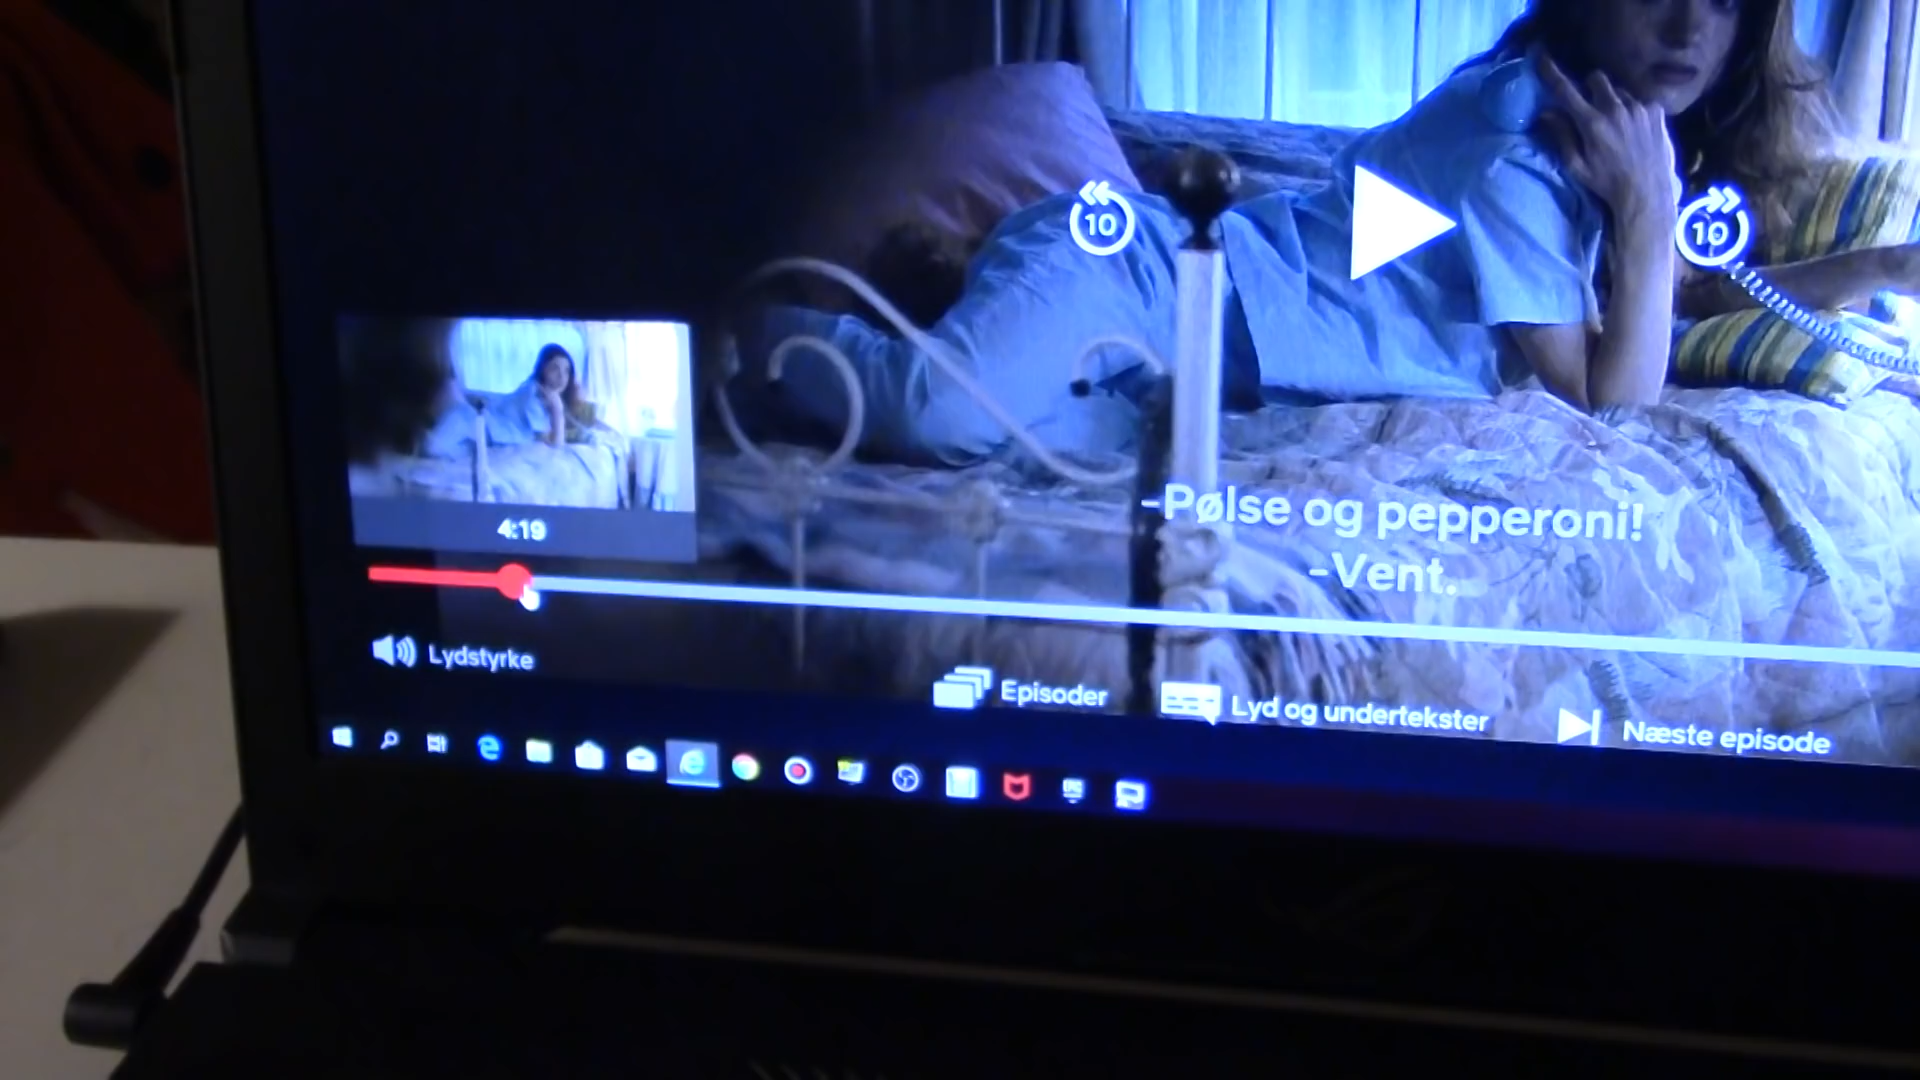 10
10
-Pølse og pepperoni!
-Vent.
4:19
Lydstyrke
Episoder
Lyd og undertekster
Næste episode